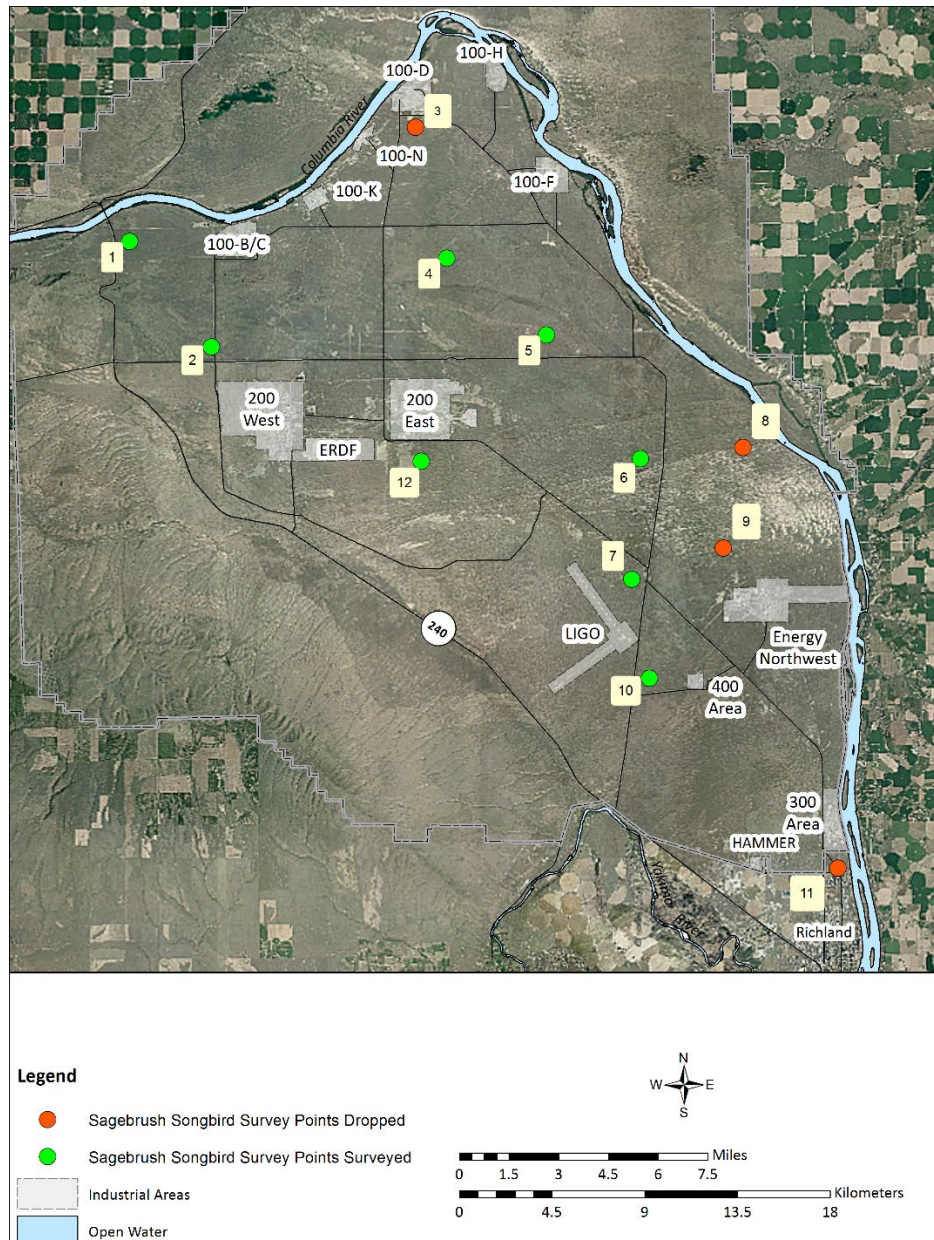 100-H
100-D
3
Columbia River
100-N
100-F
100-K
100-B/C
1
4
2
5
200
West
200
East
8
ERDF
12
6
9
7
240
LIGO
Energy
Northwest
10
400
Area
300
Area
HAMMER
11
Yakima River
Richland
Legend
Sagebrush Songbird Survey Points Dropped
Sagebrush Songbird Survey Points Surveyed
Industrial Areas
Open Water
N
W E
S
Miles
0 1.5 3 4.5 6 7.5
Kilometers
0 4.5 9 13.5 18